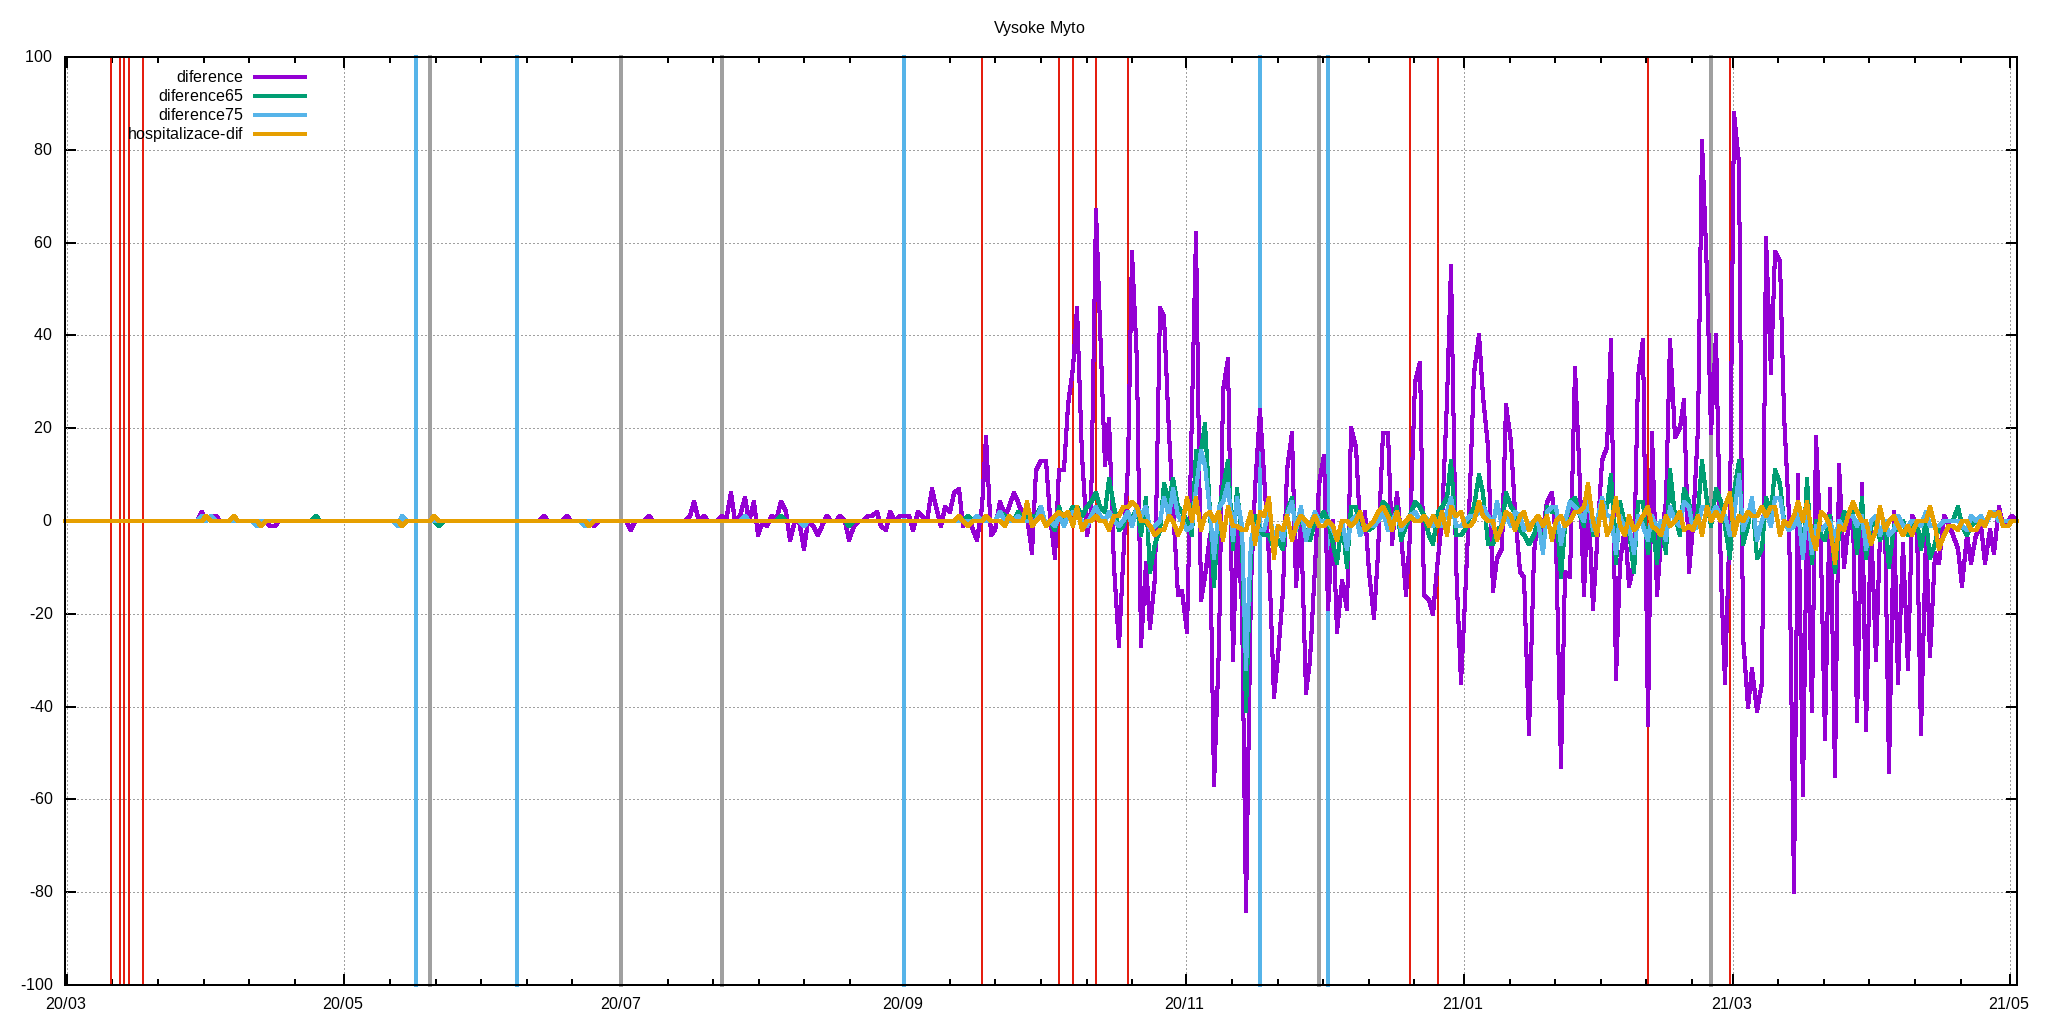 Vysoke Myto
100
80
60
40
20
0
-20
-40
-60
-80
-100
diference
diference65
diference75
hospitalizace-dif
20/03 20/05 20/07 20/09 20/11 21/01 21/03 21/05